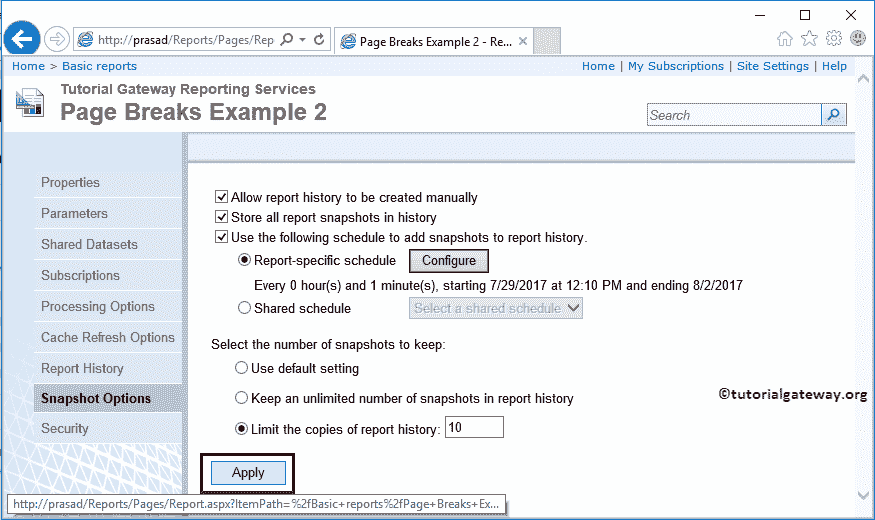 http://prasad/Reports/Pages/Rep
Page Breaks Example 2 - Re...
Home > Basic reports
Home | My Subscriptions | Site Settings | Help
Tutorial Gateway Reporting Services
Page Breaks Example 2
Search
Properties
Parameters
Shared Datasets
Subscriptions
Processing Options
Cache Refresh Options
Report History
Snapshot Options
Security
Allow report history to be created manually
Store all report snapshots in history
Use the following schedule to add snapshots to report history.
Report-specific schedule Configure
Every 0 hour(s) and 1 minute(s), starting 7/29/2017 at 12:10 PM and ending 8/2/2017
Shared schedule Select a shared schedule
Select the number of snapshots to keep:
Use default setting
Keep an unlimited number of snapshots in report history
Limit the copies of report history: 10
©tutorialgateway.org
Apply
http://prasad/Reports/Pages/Report.aspx?ItemPath=%2fBasic+reports%2fPage+Breaks+Ex...